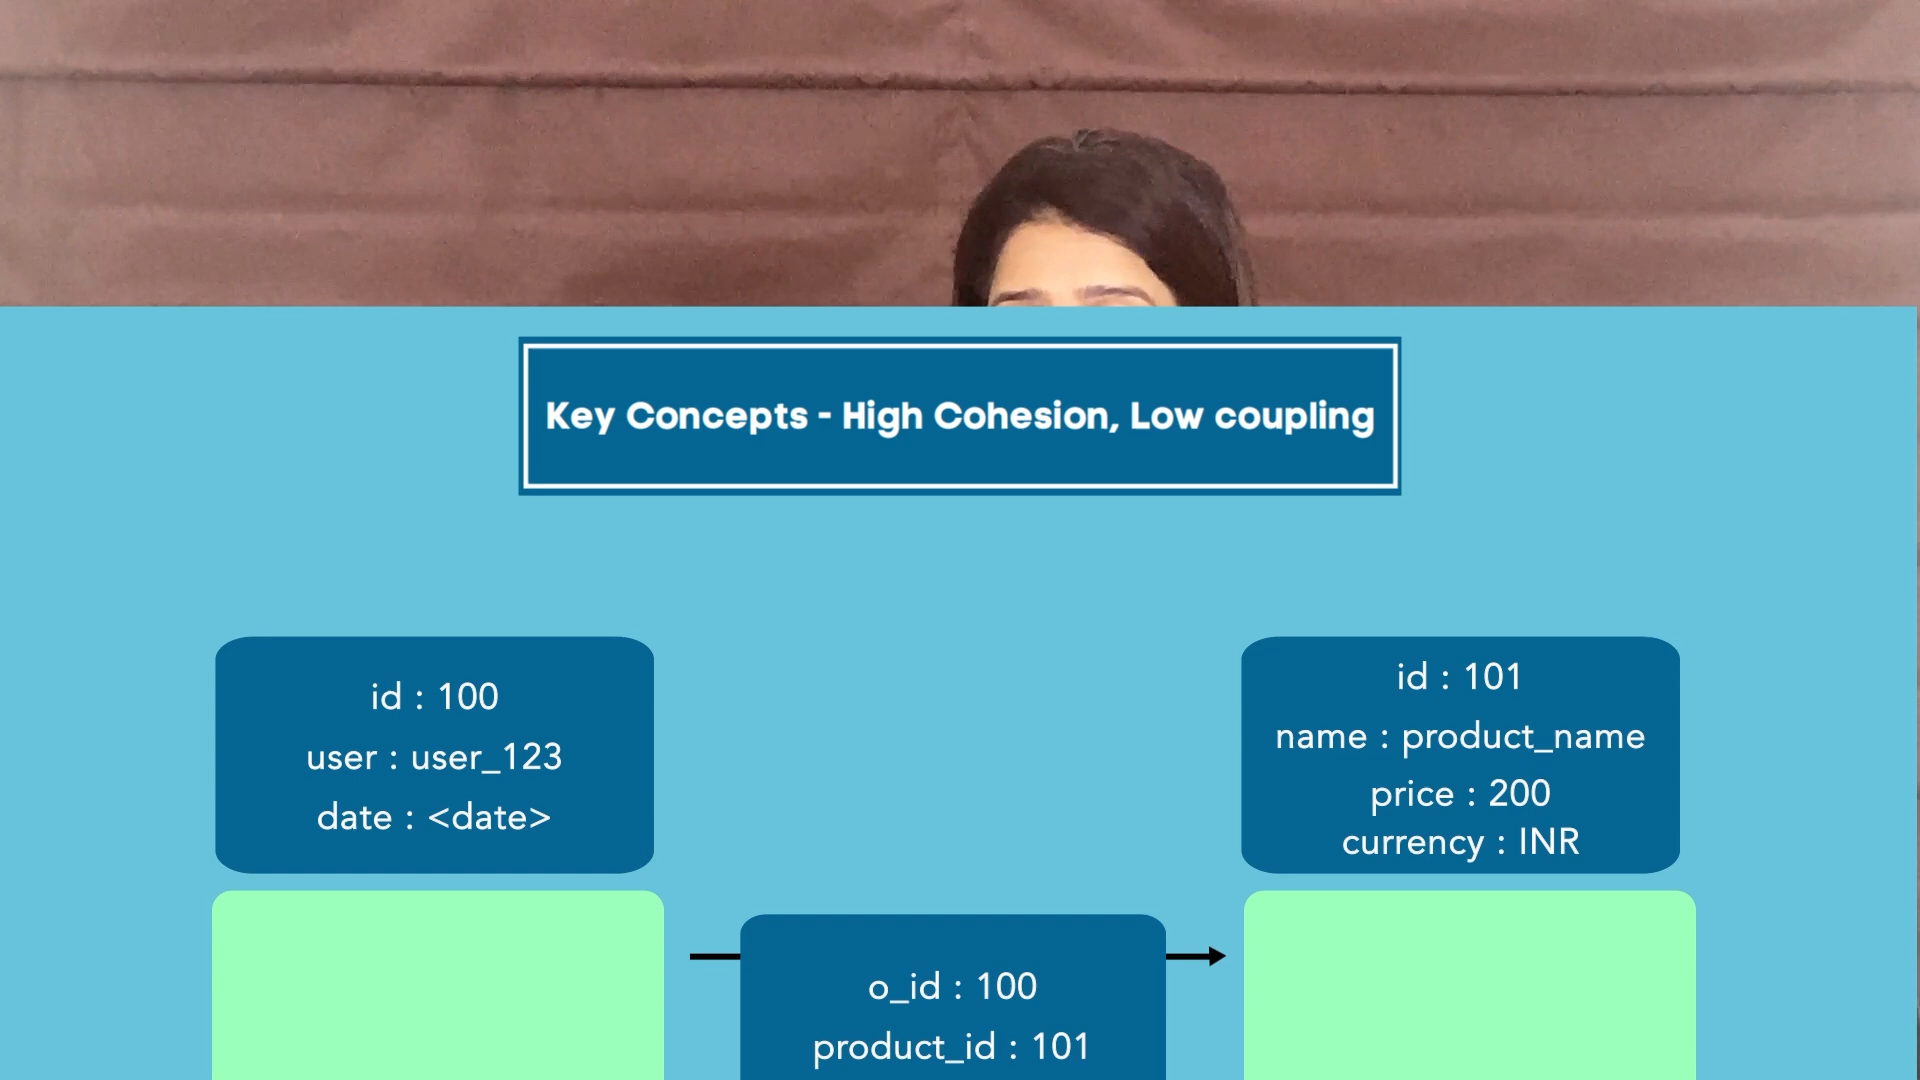 Key Concepts - High Cohesion, Low coupling
id : 100
user : user_123
date : <date>
id : 101
name : product_name
price : 200
currency : INR
o_id : 100
product_id : 101